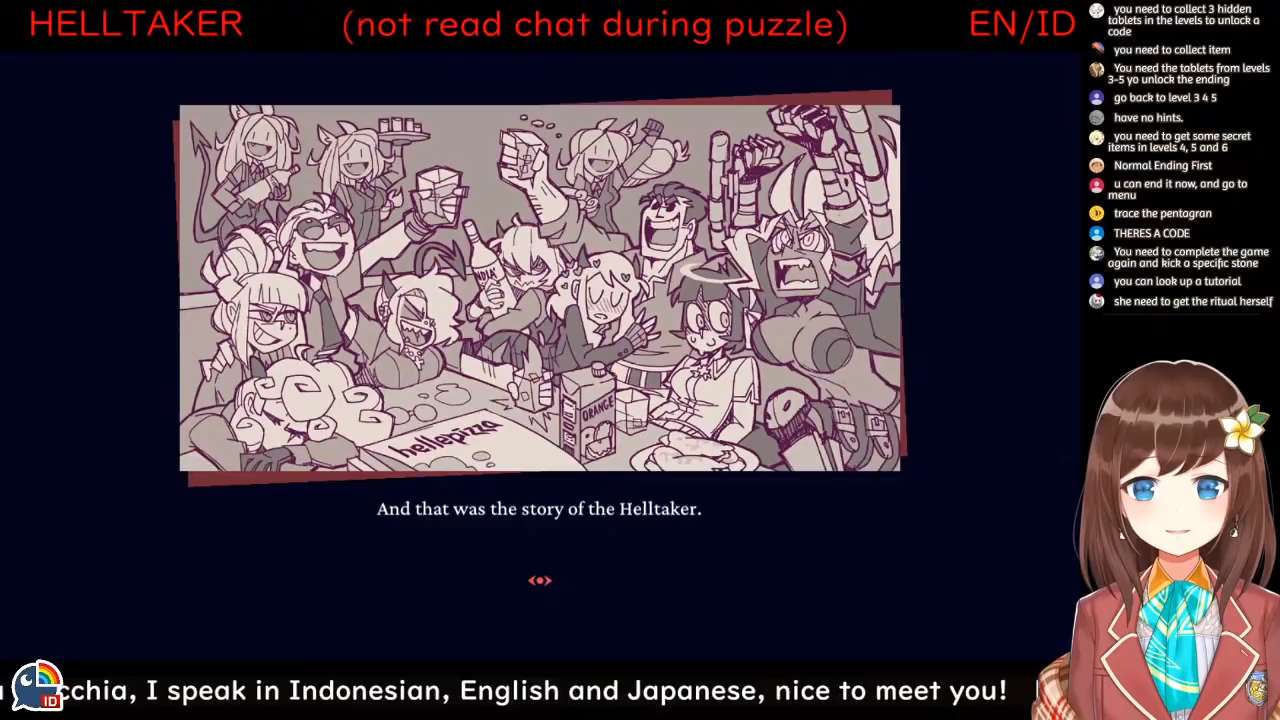 HELLTAKER
(not read chat during puzzle)
EN/ID
you need to collect 3 hidden
tablets in the levels to unlock a
code
you need to collect item
You need the tablets from levels
3-5 yo unlock the ending
go back to level 3 4 5
have no hints.
you need to get some secret
items in levels 4, 5 and 6
Normal Ending First
u can end it now, and go to
menu
trace the pentagran
THERES A CODE
You need to complete the game
again and kick a specific stone
you can look up a tutorial
she need to get the ritual herself
ORANGE
hellepizza
And that was the story of the Helltaker.
cchia, I speak in Indonesian, English and Japanese, nice to meet you!
ID